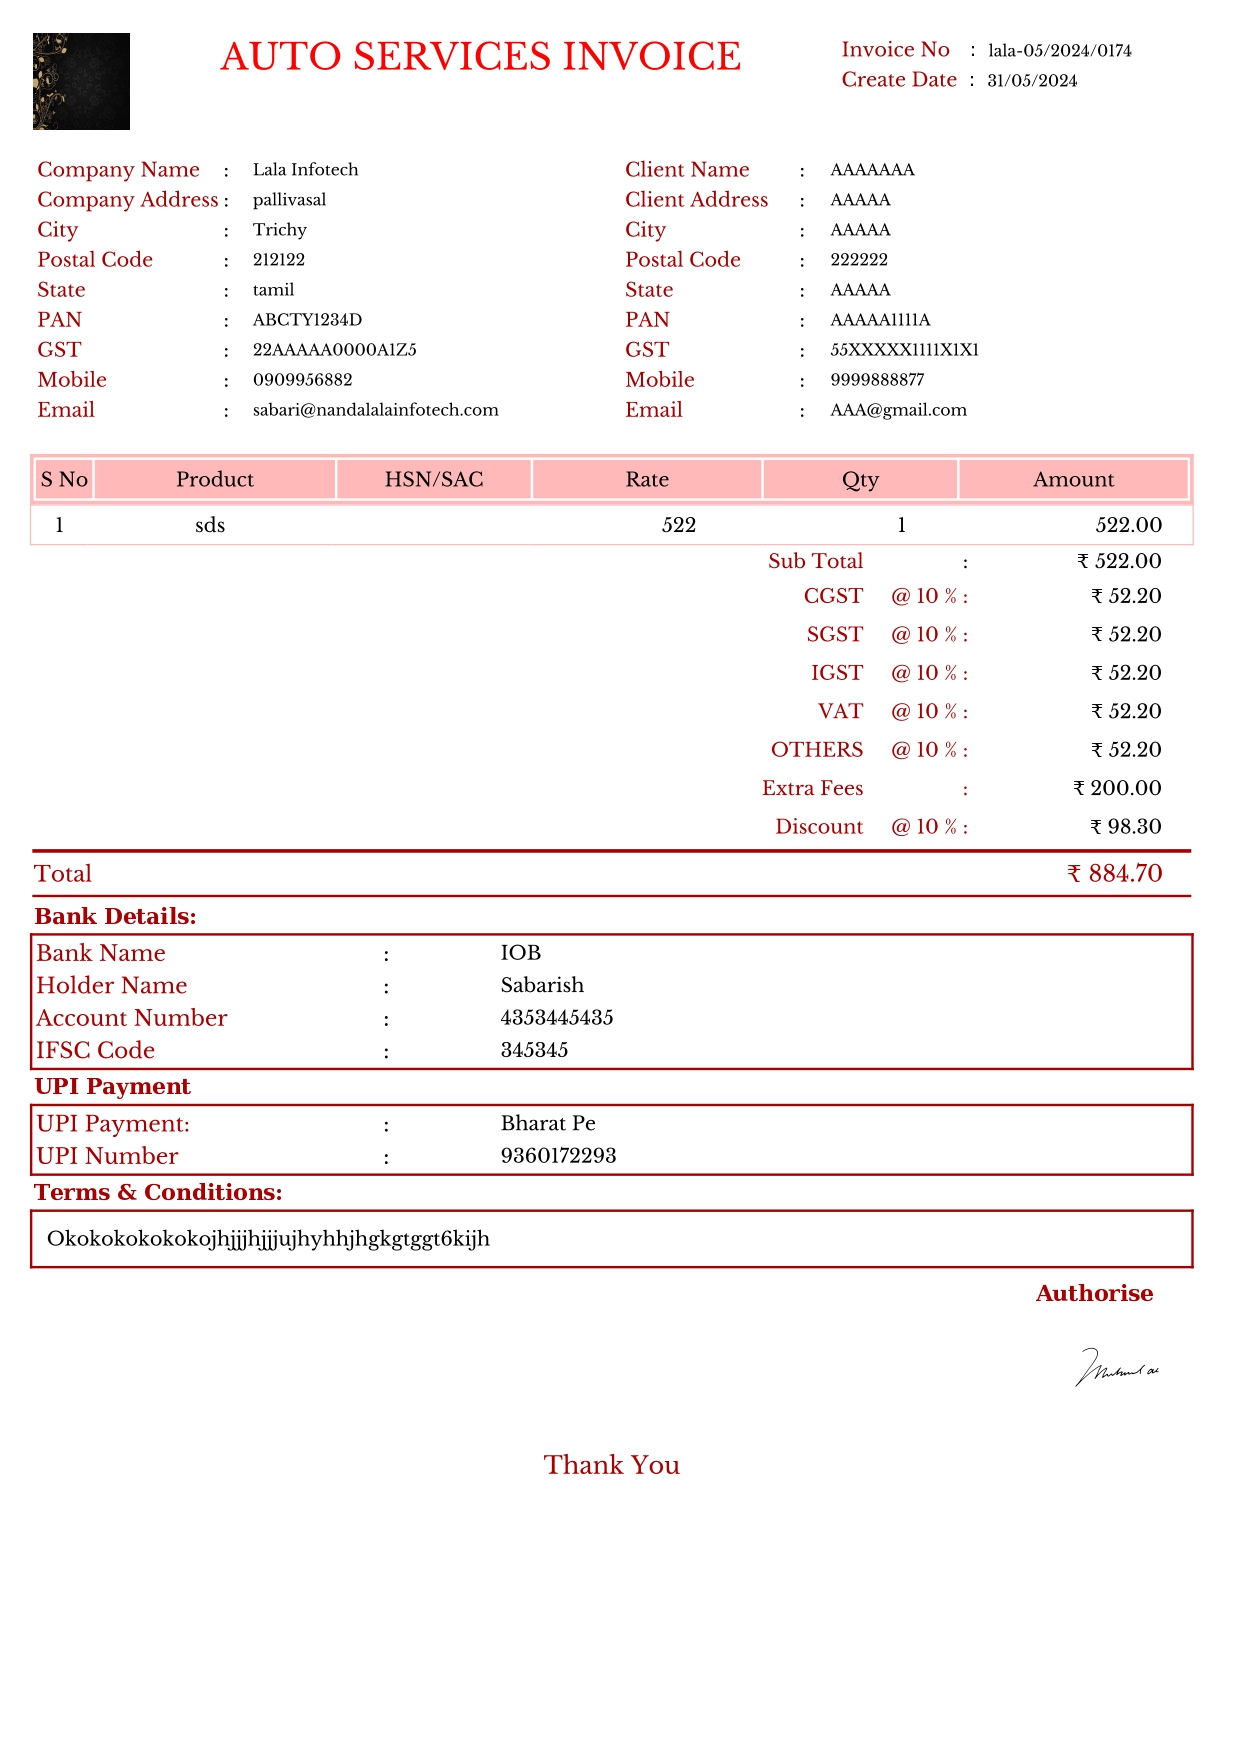 AUTO SERVICES INVOICE
Invoice No : lala-05/2024/0174
Create Date : 31/05/2024
Company Name : Lala Infotech
Company Address : pallivasal
City : Trichy
Postal Code : 212122
State : tamil
PAN : ABCTY1234D
GST : 22AAAAA0000A1Z5
Mobile : 0909956882
Email : sabari@nandalalainfotech.com
Client Name : AAAAAAA
Client Address : AAAAA
City : AAAAA
Postal Code : 222222
State : AAAAA
PAN : AAAAA1111A
GST : 55XXXXX1111X1X1
Mobile : 9999888877
Email : AAA@gmail.com
S No Product HSN/SAC Rate Qty Amount
1 sds 522 1 522.00
Sub Total : ₹ 522.00
CGST @ 10 % : ₹ 52.20
SGST @ 10 % : ₹ 52.20
IGST @ 10 % : ₹ 52.20
VAT @ 10 % : ₹ 52.20
OTHERS @ 10 % : ₹ 52.20
Extra Fees : ₹ 200.00
Discount @ 10 % : ₹ 98.30
Total ₹ 884.70
Bank Details:
Bank Name : IOB
Holder Name : Sabarish
Account Number : 4353445435
IFSC Code : 345345
UPI Payment
UPI Payment: : Bharat Pe
UPI Number : 9360172293
Terms & Conditions:
Okokokokokokojhjjjhjjjujhyhhjhgkgtggt6kijh
Authorise
Thank You